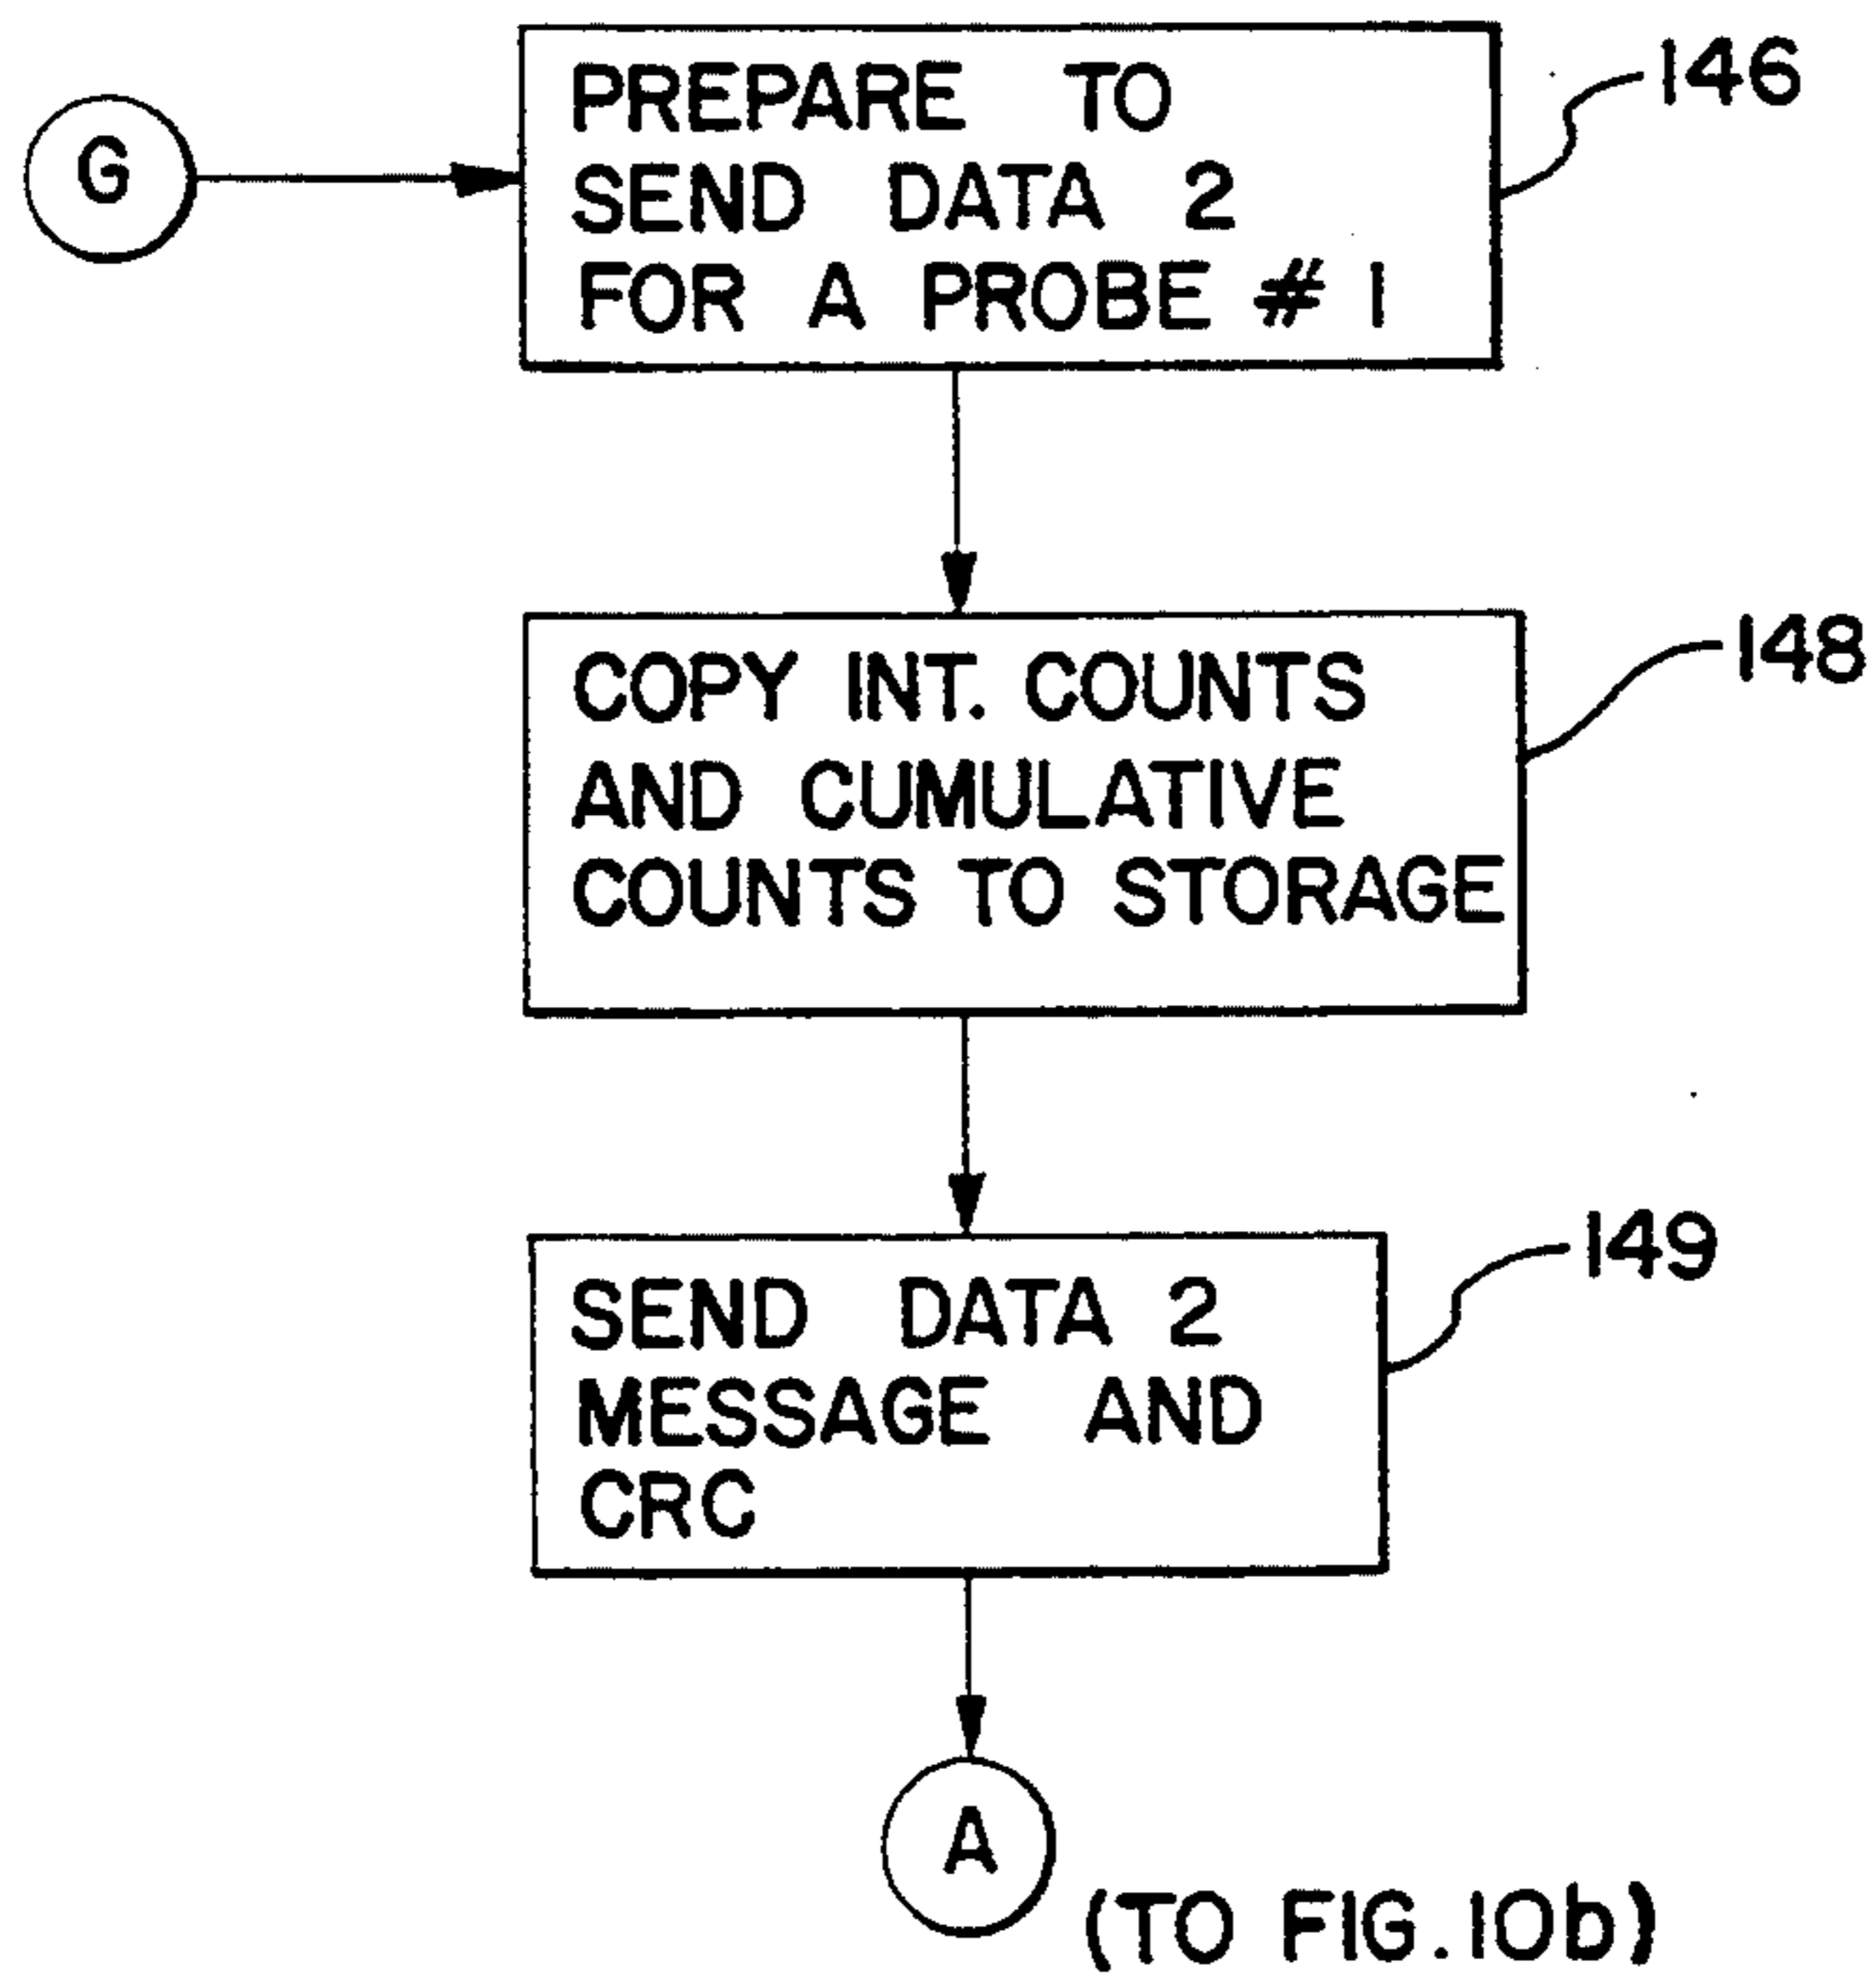 G
PREPARE TO
SEND DATA 2
FOR A PROBE # 1
146
COPY INT. COUNTS
AND CUMULATIVE
COUNTS TO STORAGE
148
SEND DATA 2
MESSAGE AND
CRC
149
A
(TO FIG. 10b)